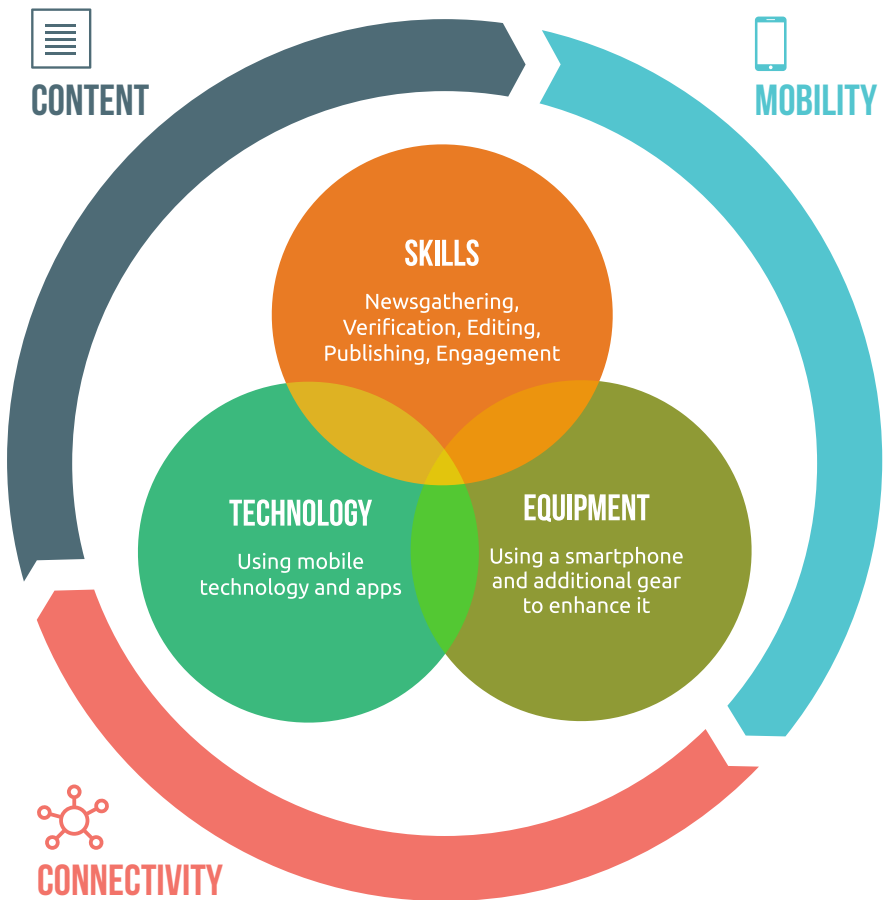 CONTENT
MOBILITY
SKILLS
Newsgathering,
Verification, Editing,
Publishing, Engagement
TECHNOLOGY
Using mobile
technology and apps
EQUIPMENT
Using a smartphone
and additional gear
to enhance it
CONNECTIVITY